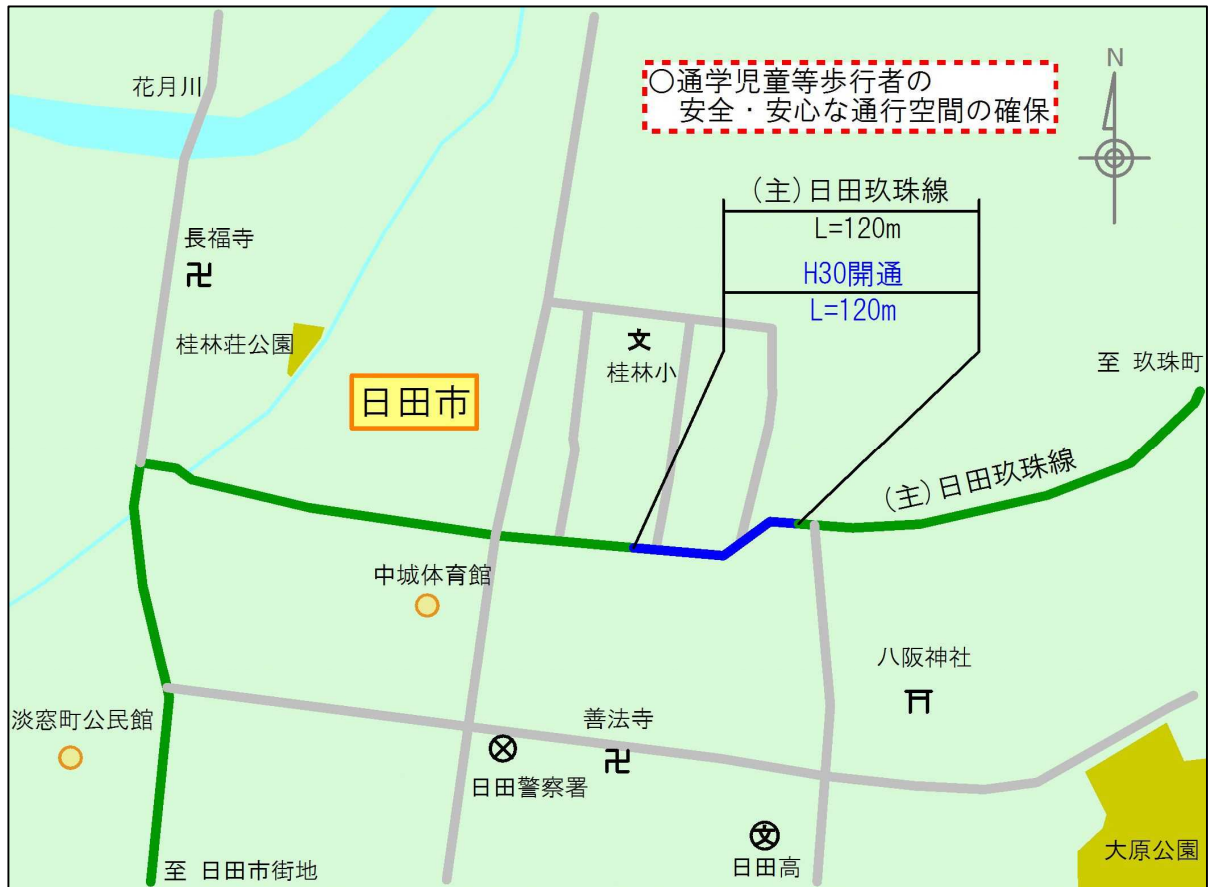 花月川
○通学児童等歩行者の
安全・安心な通行空間の確保
N
(主)日田玖珠線
L=120m
H30開通
L=120m
長福寺
桂林荘公園
文
桂林小
日田市
至 玖珠町
(主)日田玖珠線
中城体育館
八阪神社
淡窓町公民館
善法寺
日田警察署
文
日田高
大原公園
至 日田市街地